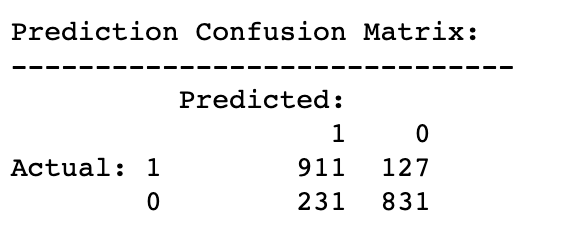 Prediction Confusion Matrix:
------------------------------
Predicted:
1 0
Actual: 1 911 127
0 231 831